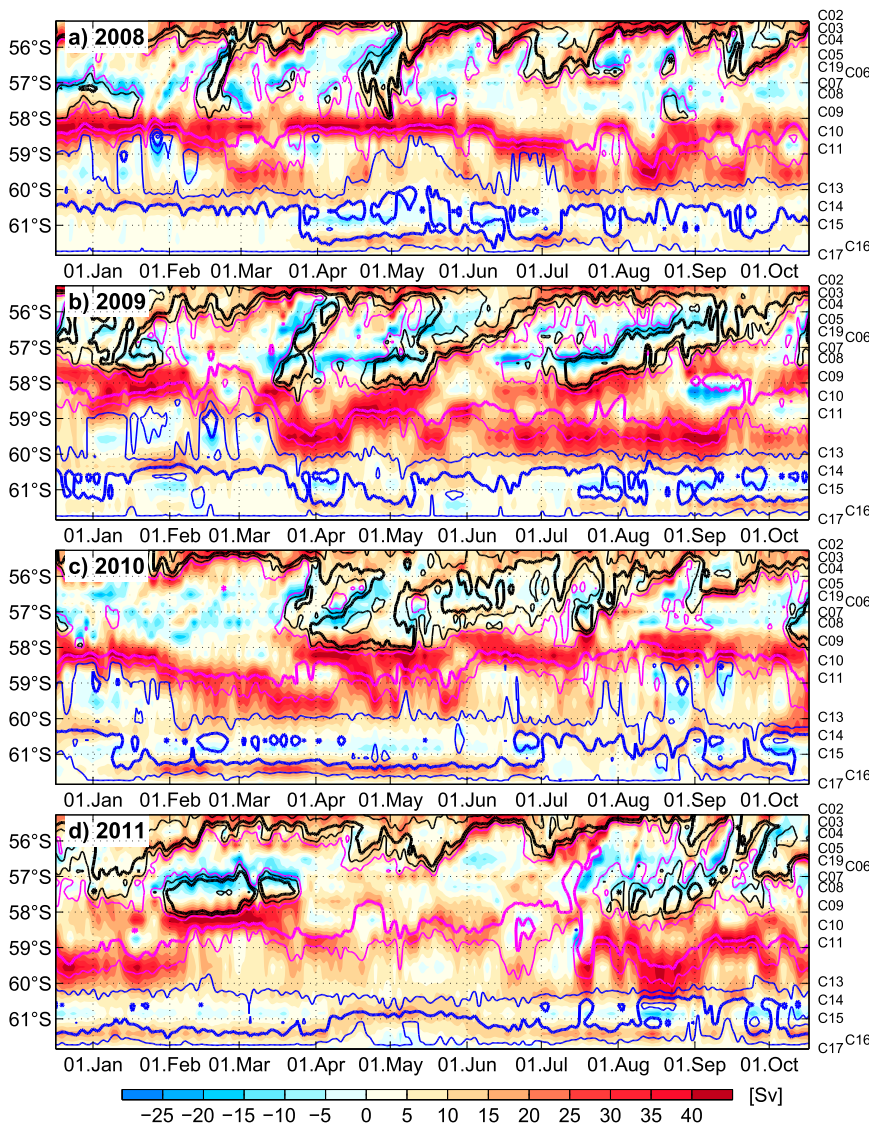 a) 2008
56°S
57°S
58°S
59°S
60°S
61°S
C02
C03
C04
C05
C19 C06
C07
C08
C09
C10
C11
C13
C14
C15
C17 C16
01.Jan 01.Feb 01.Mar 01.Apr 01.May 01.Jun 01.Jul 01.Aug 01.Sep 01.Oct
b) 2009
56°S
57°S
58°S
59°S
60°S
61°S
C02
C03
C04
C05
C19 C06
C07
C08
C09
C10
C11
C13
C14
C15
C17 C16
01.Jan 01.Feb 01.Mar 01.Apr 01.May 01.Jun 01.Jul 01.Aug 01.Sep 01.Oct
c) 2010
56°S
57°S
58°S
59°S
60°S
61°S
C02
C03
C04
C05
C19 C06
C07
C08
C09
C10
C11
C13
C14
C15
C17 C16
01.Jan 01.Feb 01.Mar 01.Apr 01.May 01.Jun 01.Jul 01.Aug 01.Sep 01.Oct
d) 2011
56°S
57°S
58°S
59°S
60°S
61°S
C02
C03
C04
C05
C19 C06
C07
C08
C09
C10
C11
C13
C14
C15
C17 C16
01.Jan 01.Feb 01.Mar 01.Apr 01.May 01.Jun 01.Jul 01.Aug 01.Sep 01.Oct
[Sv]
−25 −20 −15 −10 −5 0 5 10 15 20 25 30 35 40